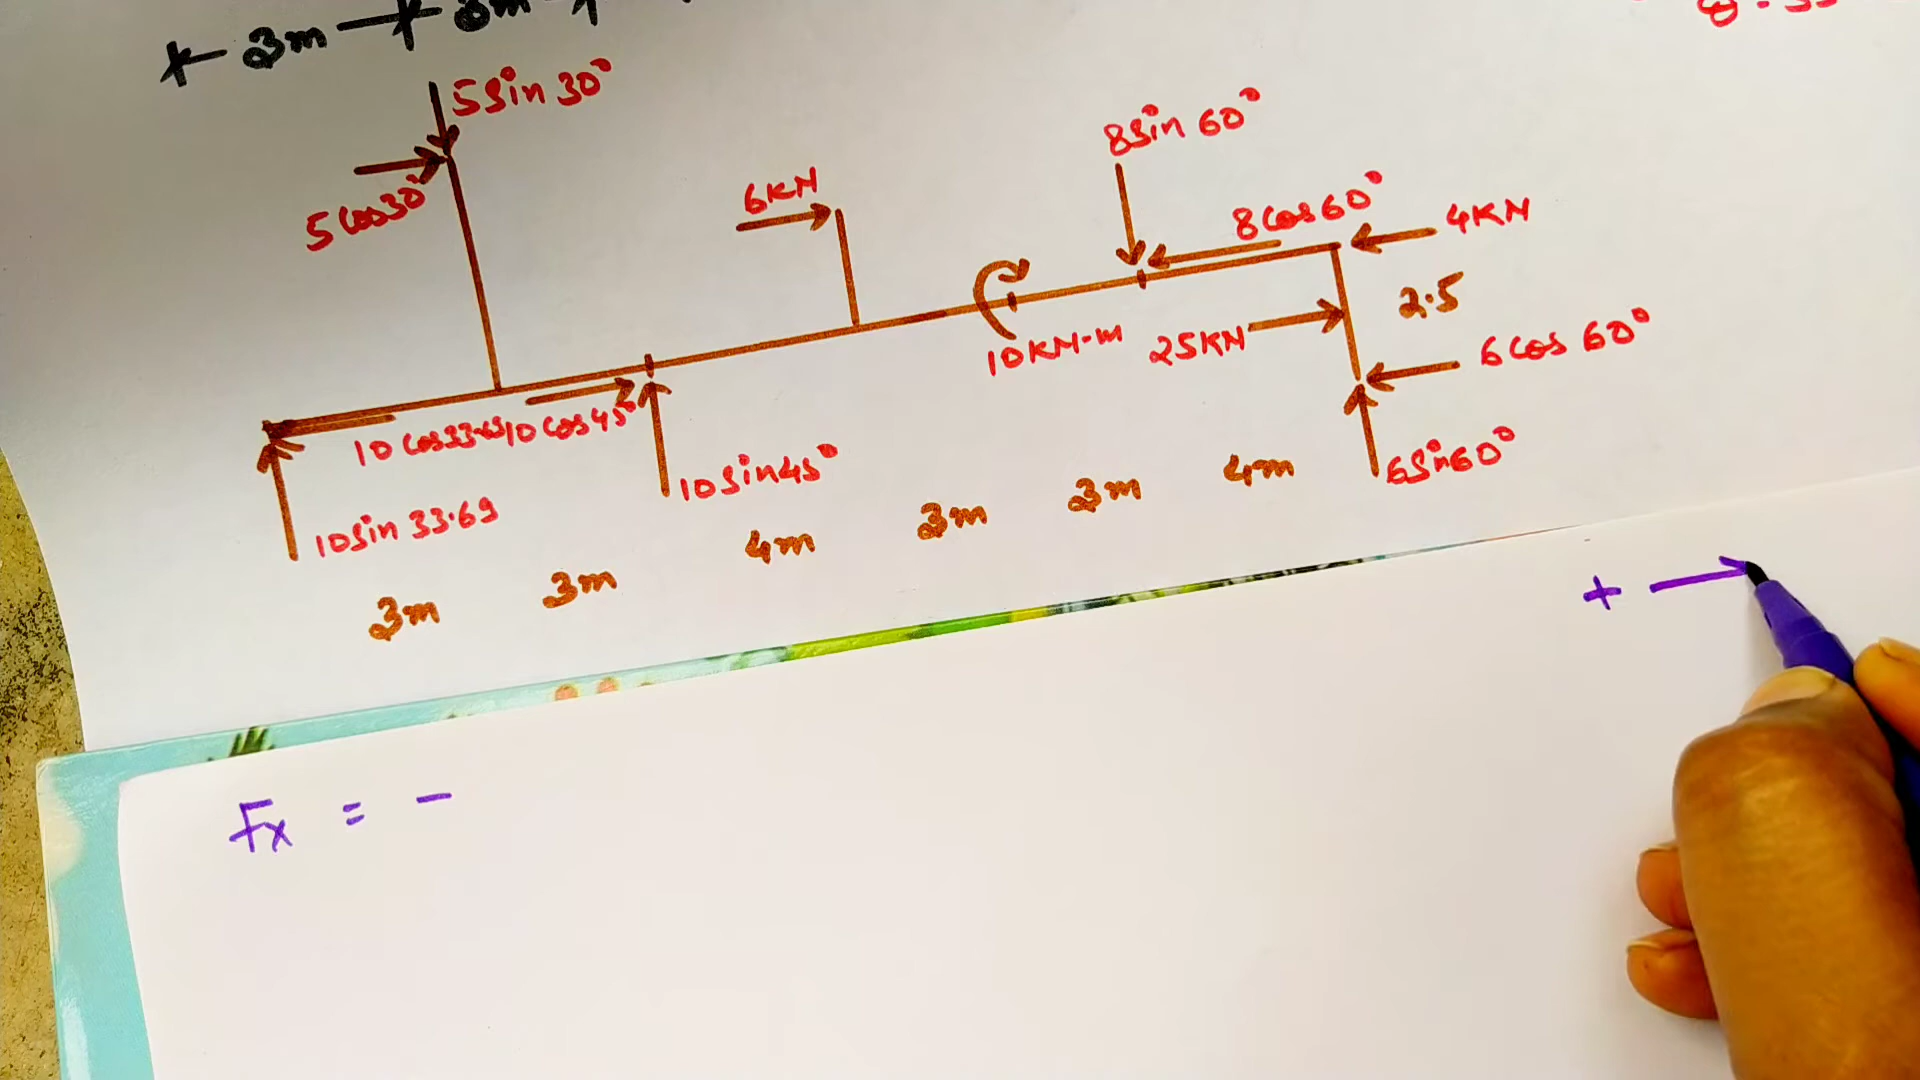 3m 3m
5sin 30°
5cos30°
6KN
8sin 60°
8cos60°
4KN
10KN-m
25KN
2.5
6cos 60°
10cos33.69
10cos45°
10sin45°
6sin60°
10sin 33.69
3m 3m 4m 3m 3m 4m
+ →
Fx = -